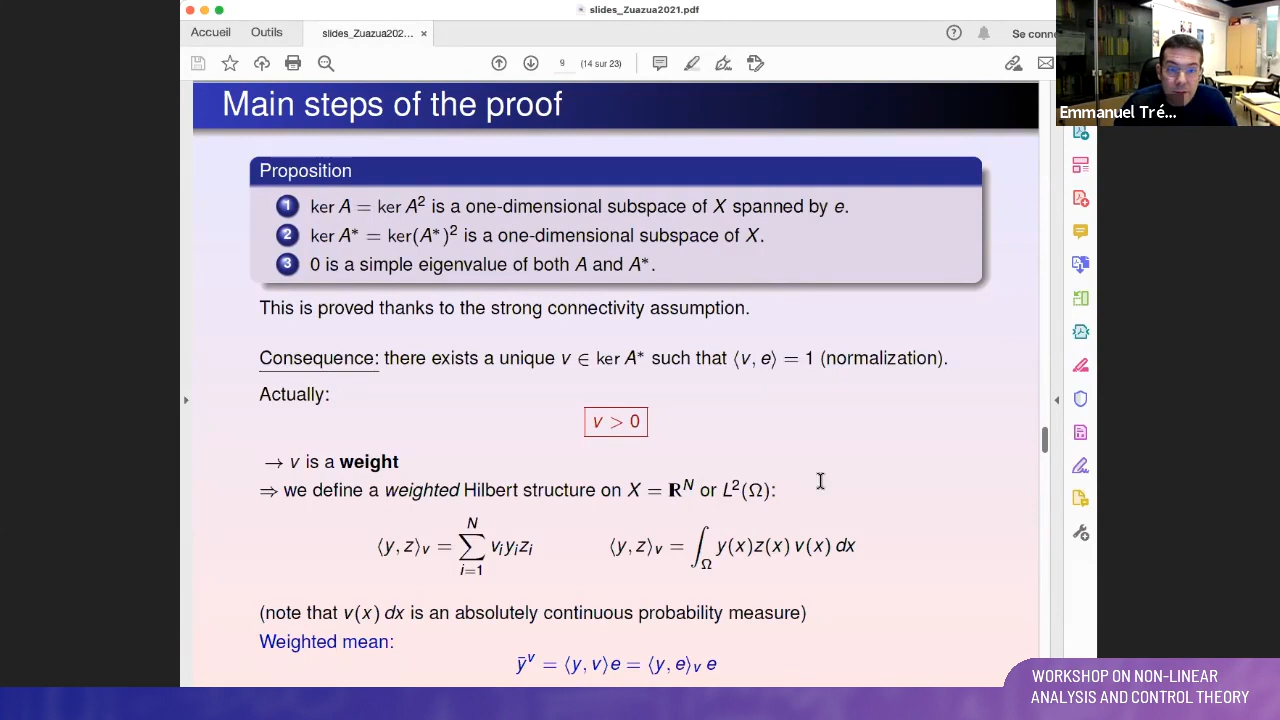 slides_Zuazua2021.pdf
Accueil Outils slides_Zuazua202... × Se conne
9 (14 sur 23)
Emmanuel Tré...
Main steps of the proof
Proposition
1 ker A = ker A² is a one-dimensional subspace of X spanned by e.
2 ker A* = ker(A*)² is a one-dimensional subspace of X.
3 0 is a simple eigenvalue of both A and A*.
This is proved thanks to the strong connectivity assumption.
Consequence: there exists a unique v ∈ ker A* such that ⟨v, e⟩ = 1 (normalization).
Actually:
v > 0
→ v is a weight
⇒ we define a weighted Hilbert structure on X = R^N or L²(Ω):
⟨y, z⟩_v = ∑_{i=1}^{N} v_i y_i z_i ⟨y, z⟩_v = ∫_Ω y(x)z(x) v(x) dx
(note that v(x) dx is an absolutely continuous probability measure)
Weighted mean:
ȳ^v = ⟨y, v⟩e = ⟨y, e⟩_v e
WORKSHOP ON NON-LINEAR
ANALYSIS AND CONTROL THEORY